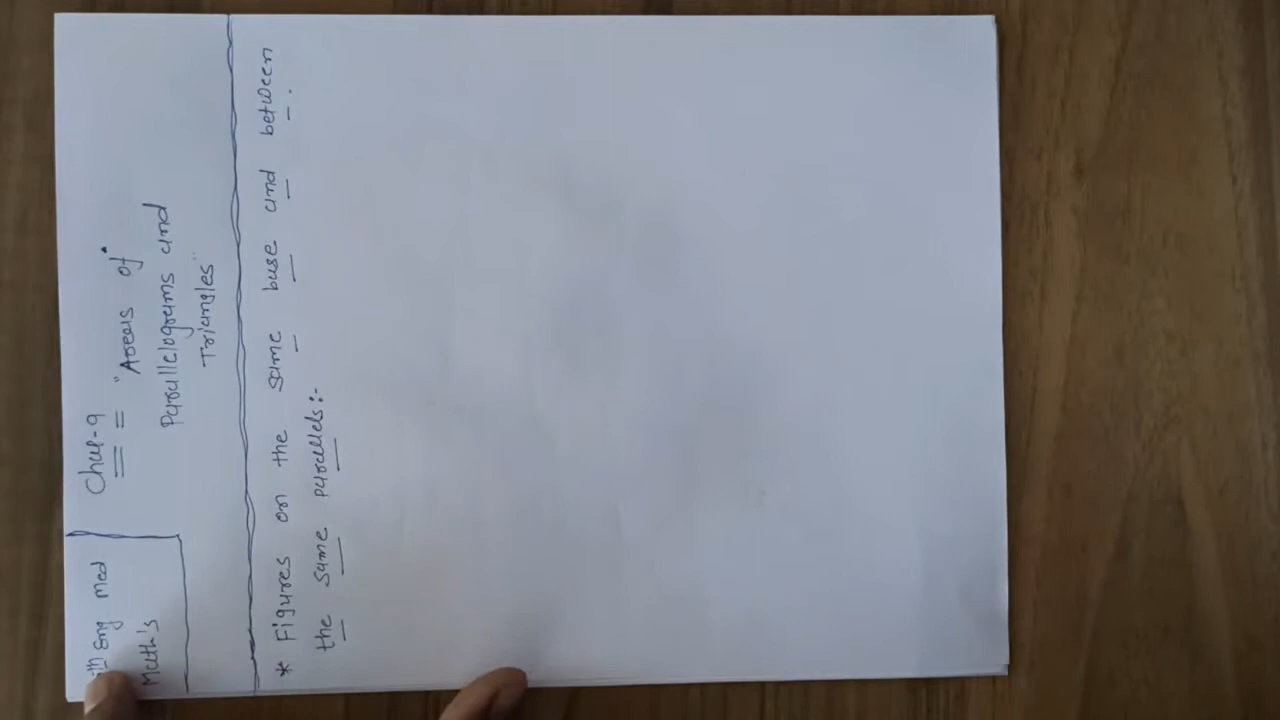 th Eng med
Math's
Chap-9
"Areas of
Parallelograms and
Triangles"
* Figures on the same base and between
the same parallels:-